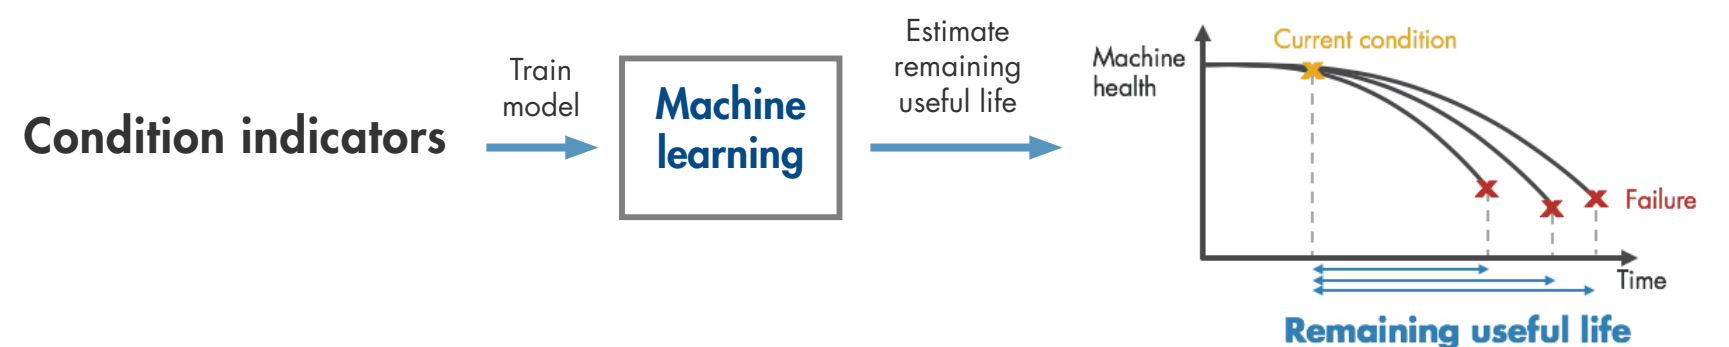 Condition indicators
Train
model
Machine
learning
Estimate
remaining
useful life
Machine
health
Current condition
Failure
Time
Remaining useful life